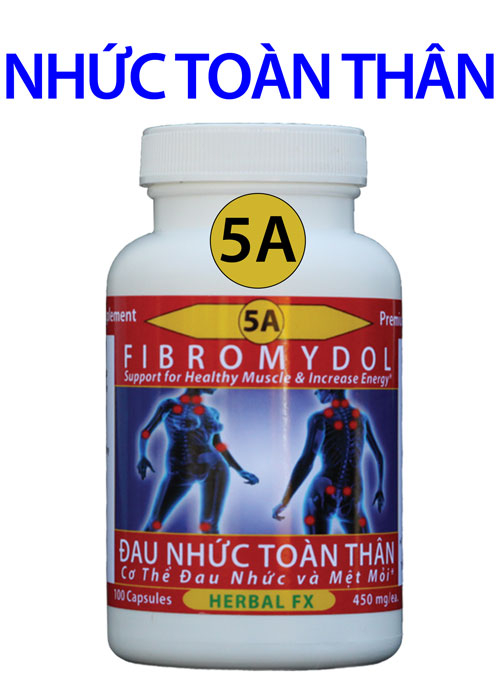 NHỨC TOÀN THÂN
5A
5A
FIBROMYDOL
Support for Healthy Muscle & Increase Energy*
ĐAU NHỨC TOÀN THÂN
Cơ Thể Đau Nhức và Mệt Mỏi*
100 Capsules HERBAL FX 450 mg/ea.